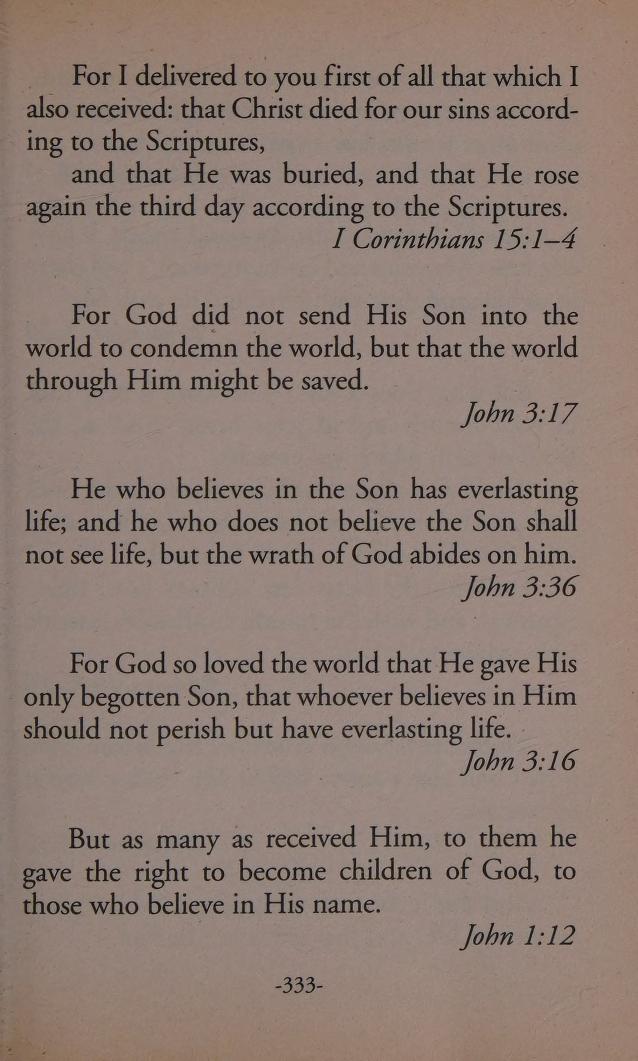 For I delivered to you first of all that which I
also received: that Christ died for our sins accord-
ing to the Scriptures,
and that He was buried, and that He rose
again the third day according to the Scriptures.
I Corinthians 15:1–4
For God did not send His Son into the
world to condemn the world, but that the world
through Him might be saved.
John 3:17
He who believes in the Son has everlasting
life; and he who does not believe the Son shall
not see life, but the wrath of God abides on him.
John 3:36
For God so loved the world that He gave His
only begotten Son, that whoever believes in Him
should not perish but have everlasting life.
John 3:16
But as many as received Him, to them he
gave the right to become children of God, to
those who believe in His name.
John 1:12
-333-